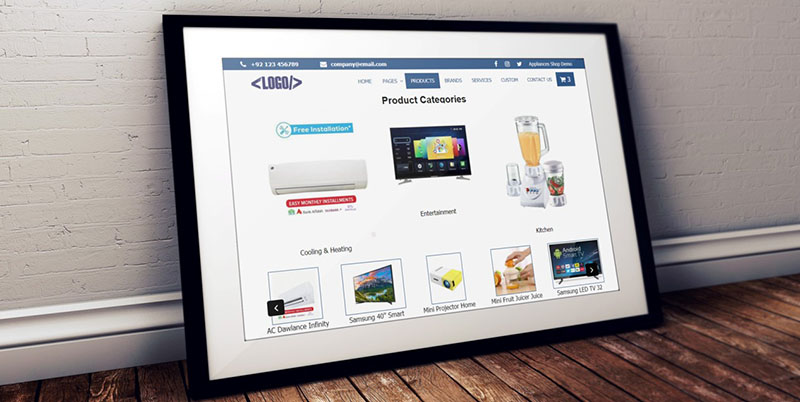 +92 123 456789 company@email.com Appliances Shop Demo
<LOGO/> HOME PAGES PRODUCTS BRANDS SERVICES CUSTOM CONTACT US 3
Product Categories
Free Installation*
EASY MONTHLY INSTALLMENTS
Entertainment
Kitchen
Cooling & Heating
Android
Smart TV
AC Dawlance Infinity
Samsung 40" Smart
Mini Projector Home
Mini Fruit Juicer Juice
Samsung LED TV 32